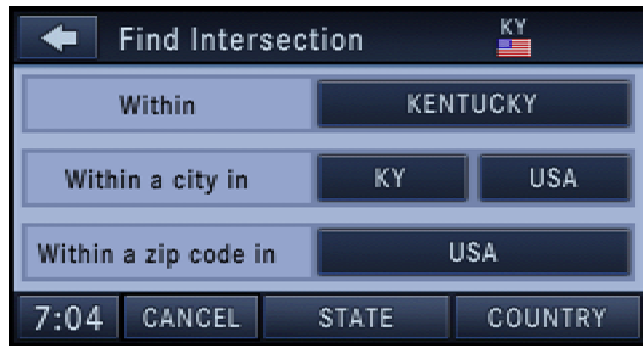 Find Intersection KY
Within KENTUCKY
Within a city in KY USA
Within a zip code in USA
7:04 CANCEL STATE COUNTRY